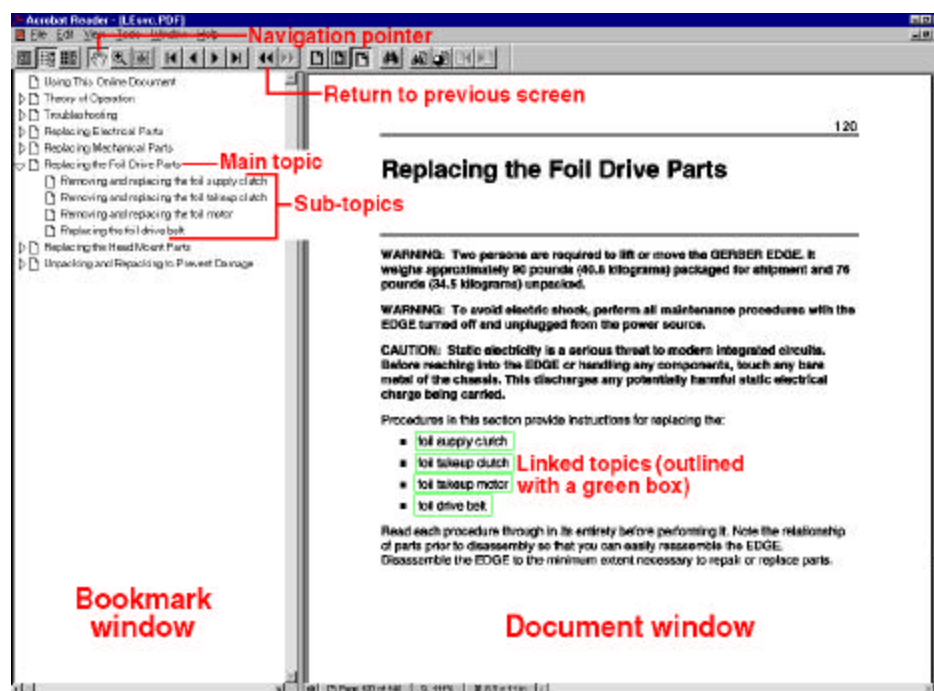 Acrobat Reader - [LEsvc.PDF]
File Edit View Tools Window Help
Navigation pointer
Return to previous screen
Using This Online Document
Theory of Operation
Troubleshooting
Replacing Electrical Parts
Replacing Mechanical Parts
Replacing the Foil Drive Parts
Main topic
Removing and replacing the foil supply clutch
Removing and replacing the foil takeup clutch
Sub-topics
Removing and replacing the foil motor
Replacing the foil drive belt
Replacing the Head Mount Parts
Unpacking and Repacking to Prevent Damage
Bookmark
window
120
Replacing the Foil Drive Parts
WARNING: Two persons are required to lift or move the GERBER EDGE. It
weighs approximately 90 pounds (40.8 kilograms) packaged for shipment and 76
pounds (34.5 kilograms) unpacked.
WARNING: To avoid electric shock, perform all maintenance procedures with the
EDGE turned off and unplugged from the power source.
CAUTION: Static electricity is a serious threat to modern integrated circuits.
Before reaching into the EDGE or handling any components, touch any bare
metal of the chassis. This discharges any potentially harmful static electrical
charge being carried.
Procedures in this section provide instructions for replacing the:
foil supply clutch
foil takeup clutch
foil takeup motor
foil drive belt
Linked topics (outlined
with a green box)
Read each procedure through in its entirety before performing it. Note the relationship
of parts prior to disassembly so that you can easily reassemble the EDGE.
Disassemble the EDGE to the minimum extent necessary to repair or replace parts.
Document window